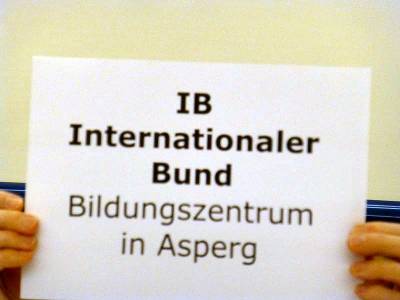 IB
Internationaler
Bund
Bildungszentrum
in Asperg